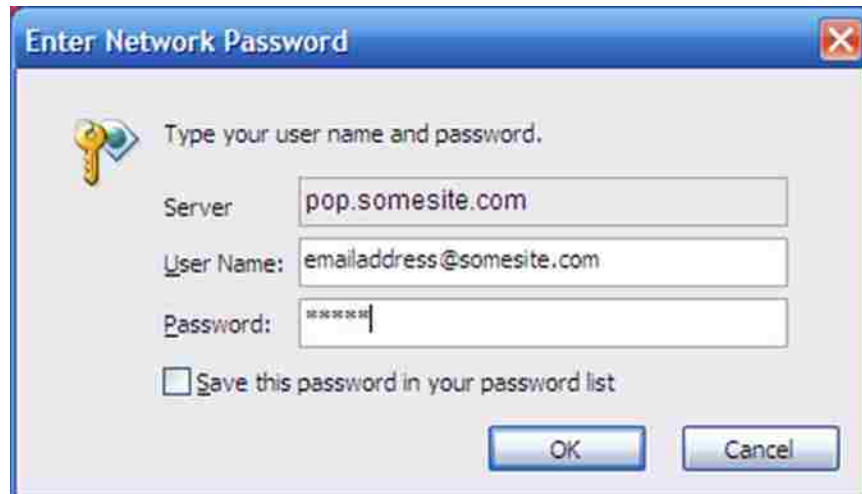 Enter Network Password
Type your user name and password.
Server pop.somesite.com
User Name: emailaddress@somesite.com
Password: *****
Save this password in your password list
OK Cancel